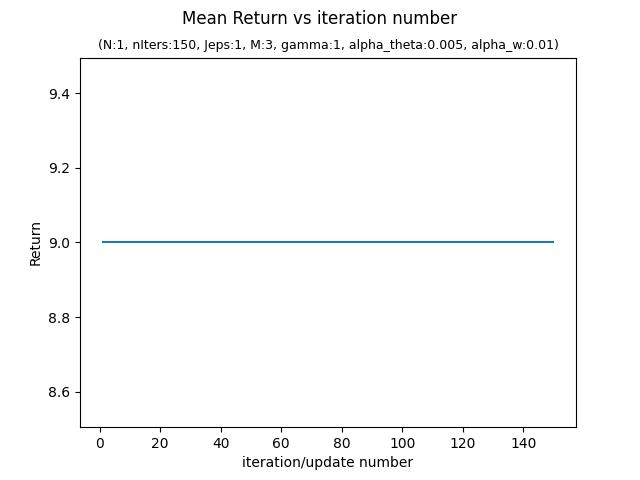 Mean Return vs iteration number
(N:1, nIters:150, Jeps:1, M:3, gamma:1, alpha_theta:0.005, alpha_w:0.01)
9.4
9.2
9.0
8.8
8.6
Return
0 20 40 60 80 100 120 140
iteration/update number